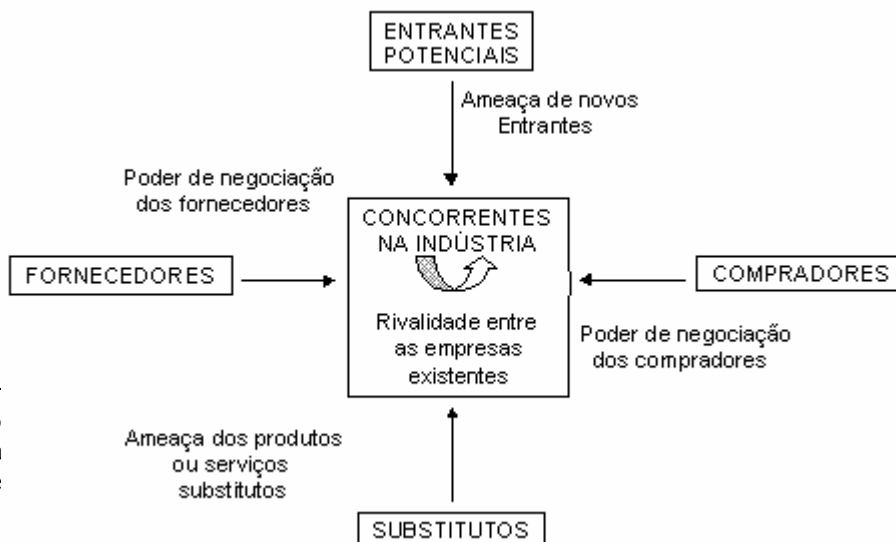 ENTRANTES
POTENCIAIS
Ameaça de novos
Entrantes
Poder de negociação
dos fornecedores
CONCORRENTES
NA INDÚSTRIA
FORNECEDORES
COMPRADORES
Rivalidade entre
as empresas
existentes
Poder de negociação
dos compradores
Ameaça dos produtos
ou serviços
substitutos
SUBSTITUTOS